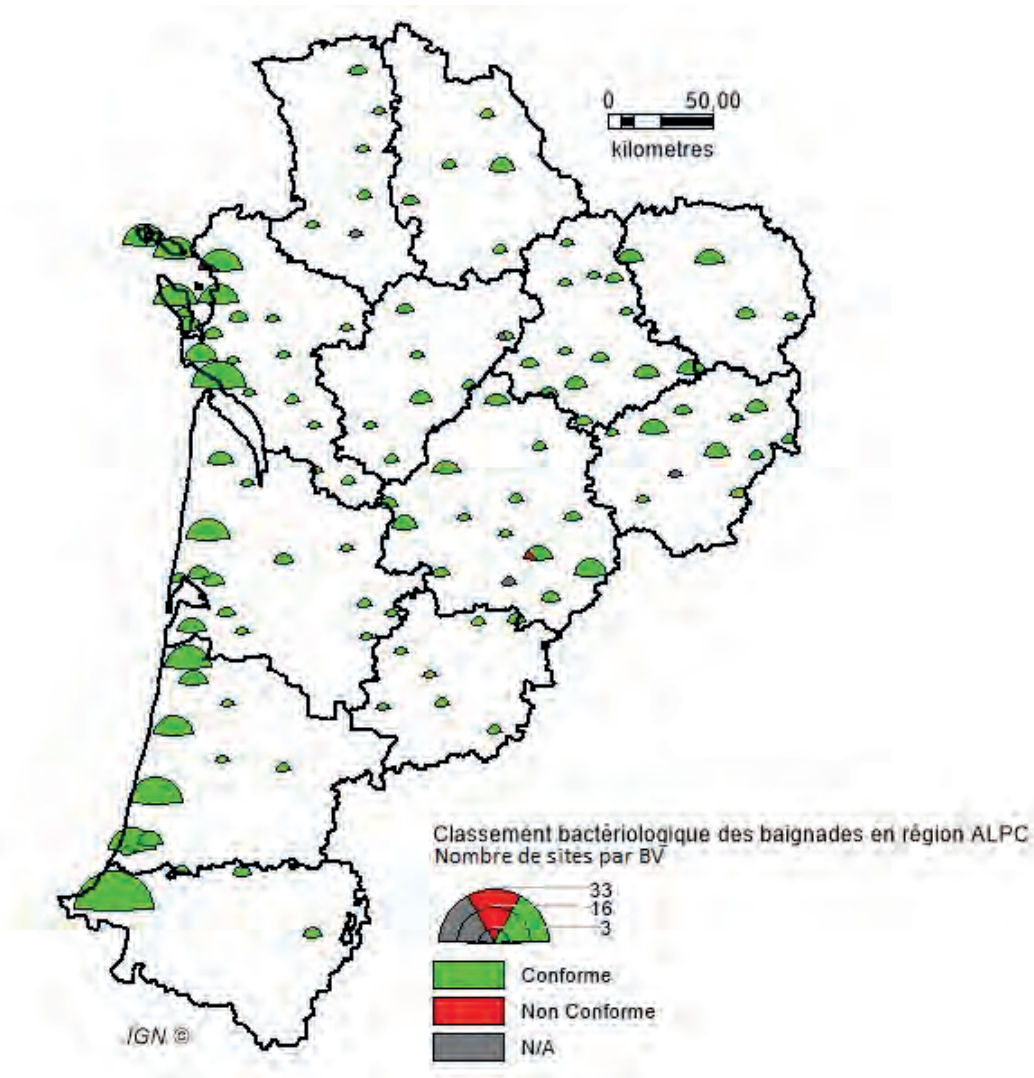 0 50,00
kilometres
Classement bactériologique des baignades en région ALPC
Nombre de sites par BV
33
16
3
Conforme
Non Conforme
N/A
IGN ©